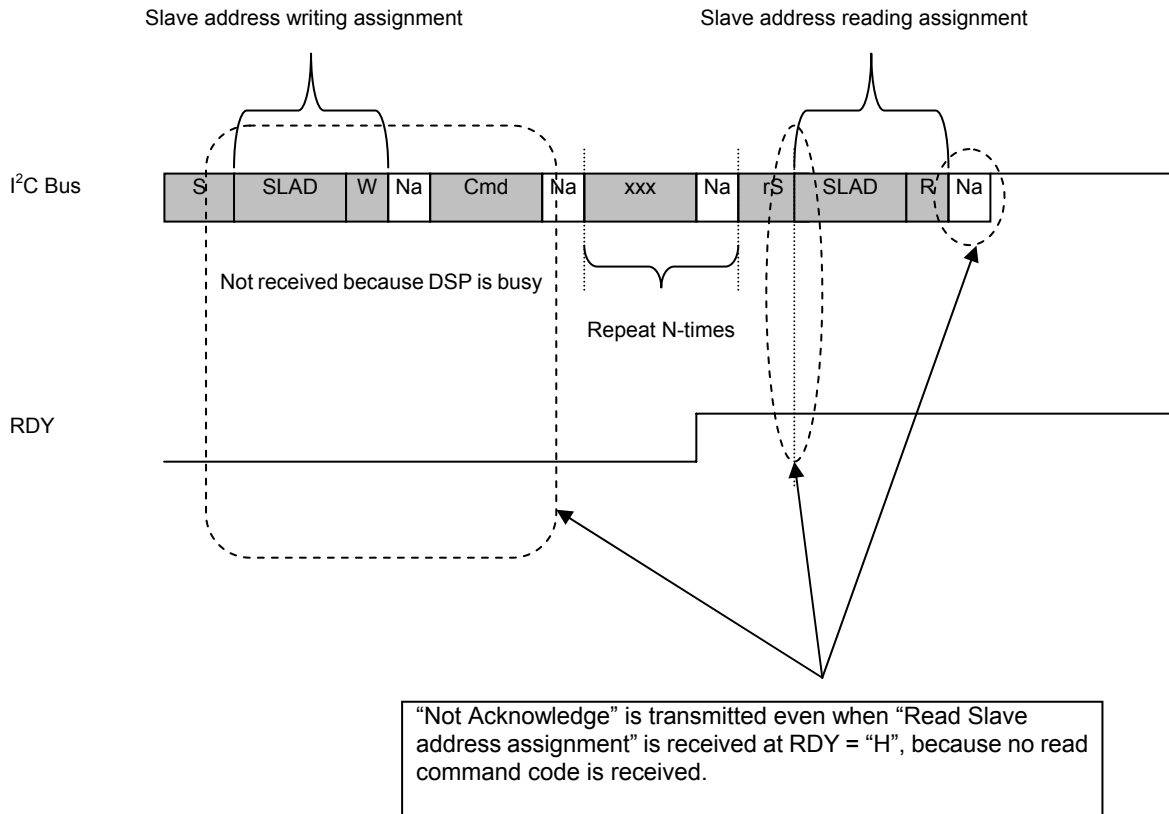 Slave address writing assignment
Slave address reading assignment
I²C Bus
S SLAD W Na Cmd Na xxx Na rS SLAD R Na
Not received because DSP is busy
Repeat N-times
RDY
“Not Acknowledge” is transmitted even when “Read Slave
address assignment” is received at RDY = “H”, because no read
command code is received.